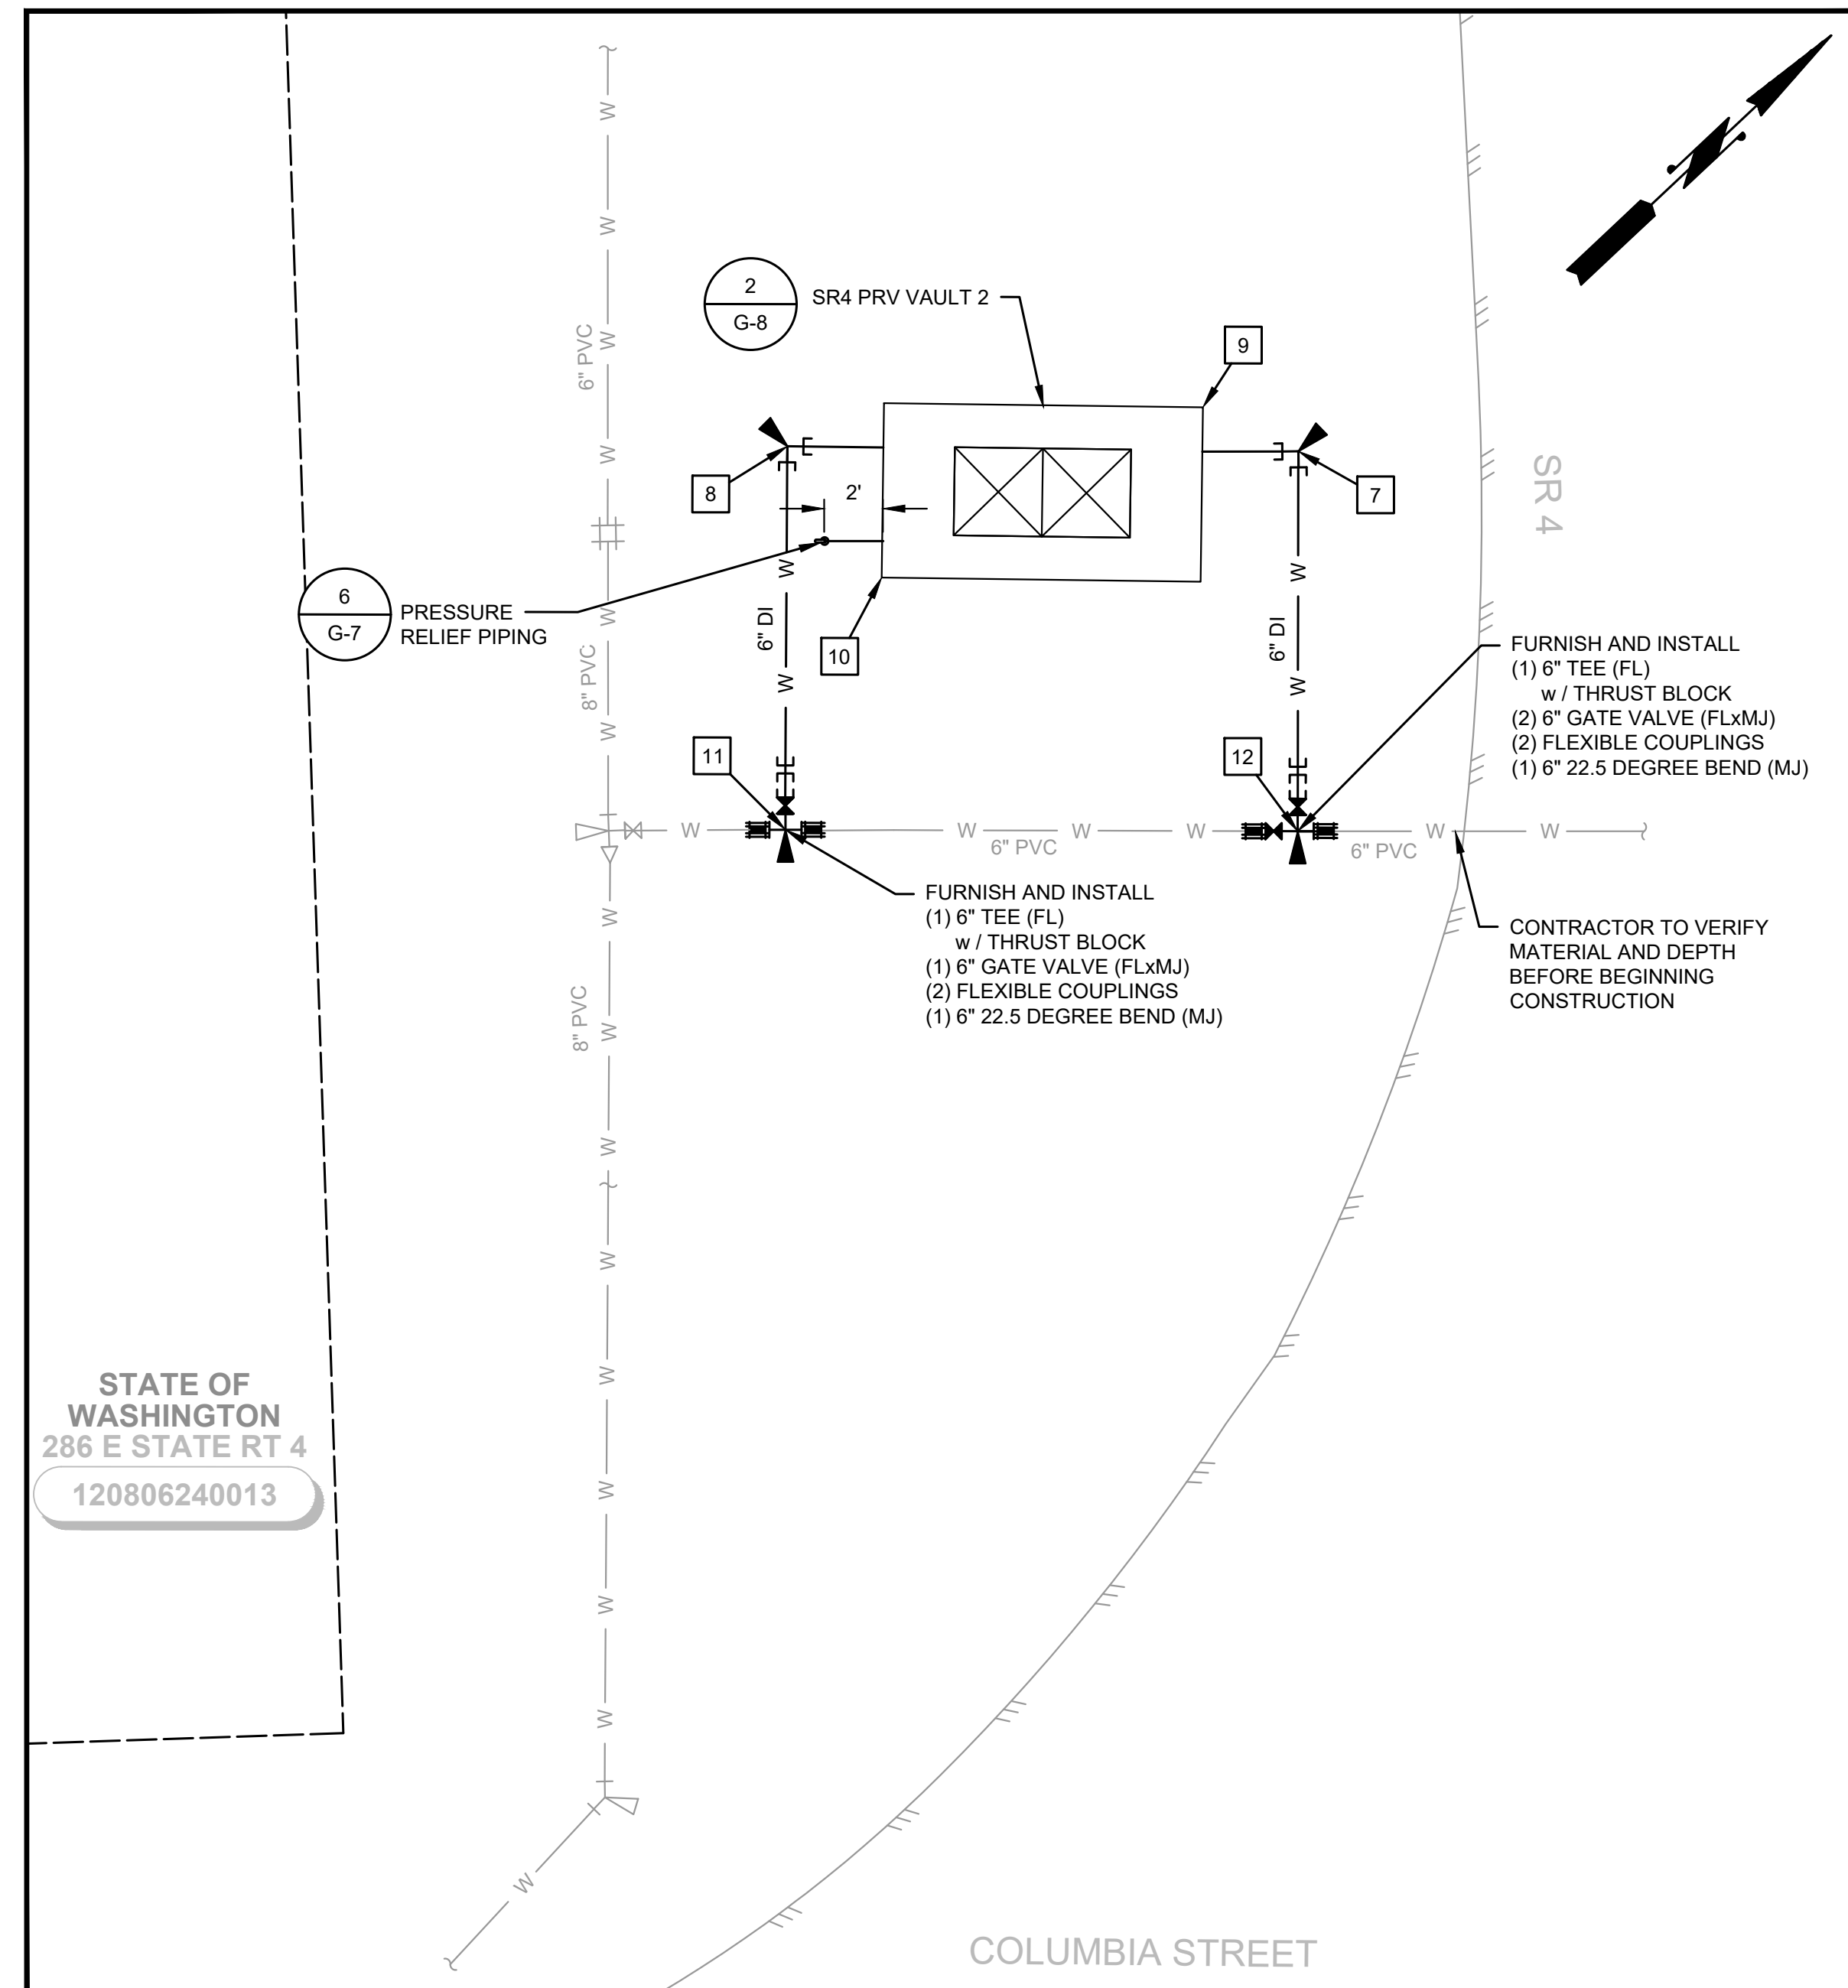 W
W
W
6" PVC
W
2
G-8
SR4 PRV VAULT 2
9
SR 4
8
2'
7
6
G-7
PRESSURE
RELIEF PIPING
W
8" PVC
W
W
6" DI
W
10
W
6" DI
W
FURNISH AND INSTALL
(1) 6" TEE (FL)
w / THRUST BLOCK
(2) 6" GATE VALVE (FLxMJ)
(2) FLEXIBLE COUPLINGS
(1) 6" 22.5 DEGREE BEND (MJ)
11
12
W
W
W
W
W
W
6" PVC
6" PVC
FURNISH AND INSTALL
(1) 6" TEE (FL)
w / THRUST BLOCK
(1) 6" GATE VALVE (FLxMJ)
(2) FLEXIBLE COUPLINGS
(1) 6" 22.5 DEGREE BEND (MJ)
CONTRACTOR TO VERIFY
MATERIAL AND DEPTH
BEFORE BEGINNING
CONSTRUCTION
W
8" PVC
W
W
W
W
W
W
W
W
STATE OF
WASHINGTON
286 E STATE RT 4
120806240013
COLUMBIA STREET